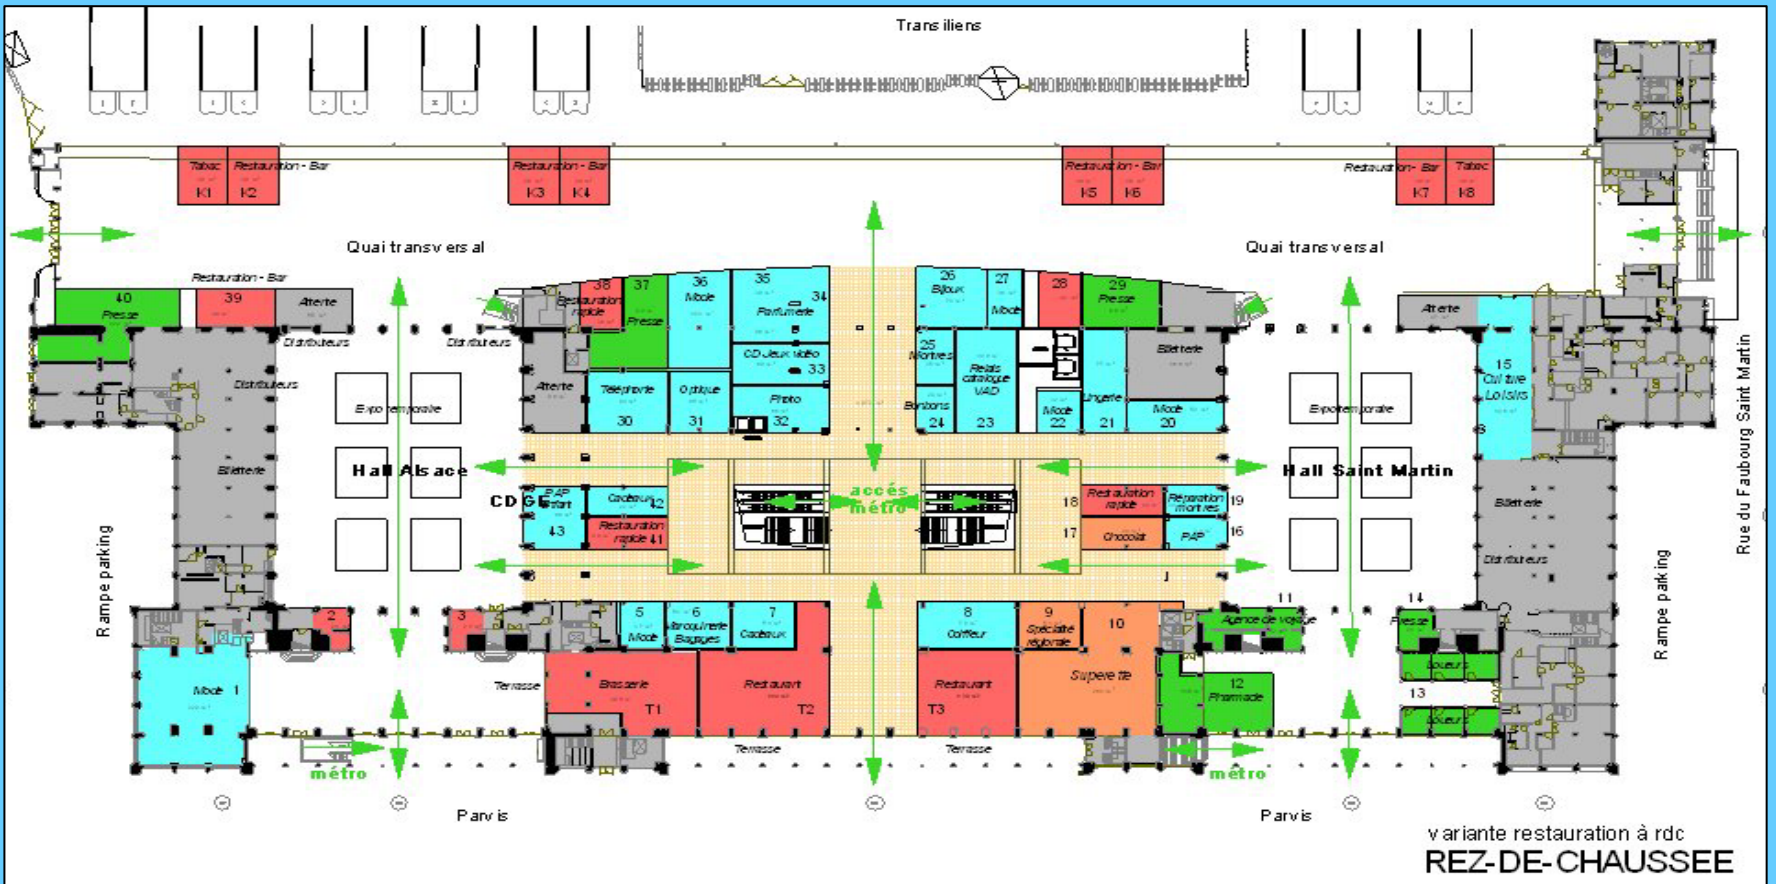 Transiliens
Tabac
K1
Restauration - Bar
K2
Restauration - Bar
K3
K4
Restauration - Bar
K5
K6
Restauration - Bar
K7
Tabac
K8
Quai transversal
Quai transversal
40
Presse
Restauration - Bar
39
Attente
Distributeurs
Distributeurs
38
Restauration
rapide
37
Presse
36
Mode
35
34
Parfumerie
CD Jeux vidéo
33
Photo
32
Attente
Téléphonie
30
Optique
31
26
Bijoux
27
Mode
28
29
Presse
25
Montres
Bonbons
24
Relais
catalogue
VAD
23
Mode
22
Lingerie
21
Billetterie
Mode
20
Attente
15
Culture
Loisirs
Distributeurs
Expo temporaire
Expo temporaire
Billetterie
Hall Alsace
Hall Saint Martin
CDGE
PAP
Enfant
43
Cadeaux
42
Restauration
rapide 41
accés
métro
18
Restauration
rapide
Réparation
montres
19
17
Chocolat
PAP
16
Billetterie
Distributeurs
Rampe parking
Rampe parking
Rue du Faubourg Saint Martin
2
3
5
Mode
6
Maroquinerie
Bagages
7
Cadeaux
8
Coiffeur
9
Spécialité
régionale
10
11
Agence de voyage
14
Presse
Mode 1
Terrasse
Brasserie
T1
Restaurant
T2
Restaurant
T3
Superette
12
Pharmacie
Loueurs
13
Loueurs
métro
Terrasse
Terrasse
métro
Parvis
Parvis
variante restauration à rdc
REZ-DE-CHAUSSEE